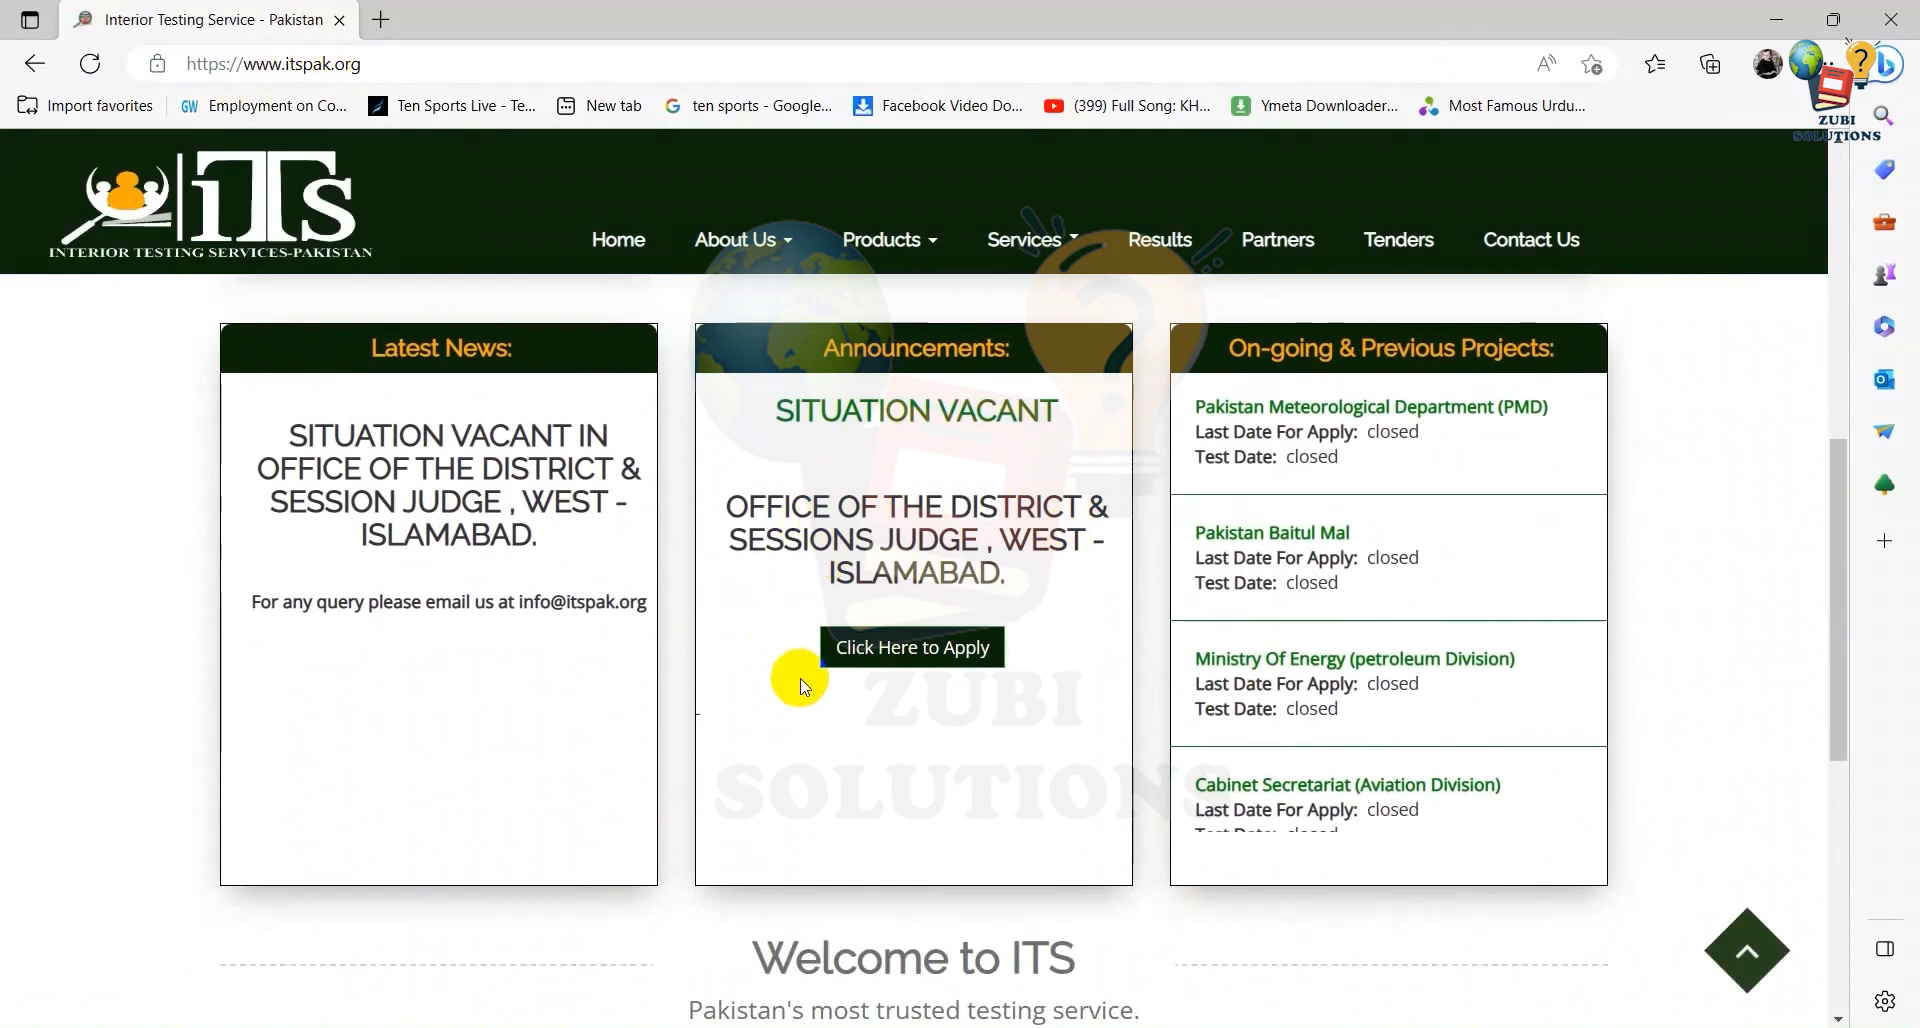 Interior Testing Service - Pakistan
https://www.itspak.org
Import favorites
GW Employment on Co...
Ten Sports Live - Te...
New tab
G ten sports - Google...
Facebook Video Do...
(399) Full Song: KH...
Ymeta Downloader...
Most Famous Urdu...
ZUBI
SOLUTIONS
iTs
INTERIOR TESTING SERVICES-PAKISTAN
Home
About Us
Products
Services
Results
Partners
Tenders
Contact Us
Latest News:
SITUATION VACANT IN
OFFICE OF THE DISTRICT &
SESSION JUDGE , WEST -
ISLAMABAD.
For any query please email us at info@itspak.org
Announcements:
SITUATION VACANT
OFFICE OF THE DISTRICT &
SESSIONS JUDGE , WEST -
ISLAMABAD.
Click Here to Apply
ZUBI
SOLUTIONS
On-going & Previous Projects:
Pakistan Meteorological Department (PMD)
Last Date For Apply: closed
Test Date: closed
Pakistan Baitul Mal
Last Date For Apply: closed
Test Date: closed
Ministry Of Energy (petroleum Division)
Last Date For Apply: closed
Test Date: closed
Cabinet Secretariat (Aviation Division)
Last Date For Apply: closed
Welcome to ITS
Pakistan's most trusted testing service.